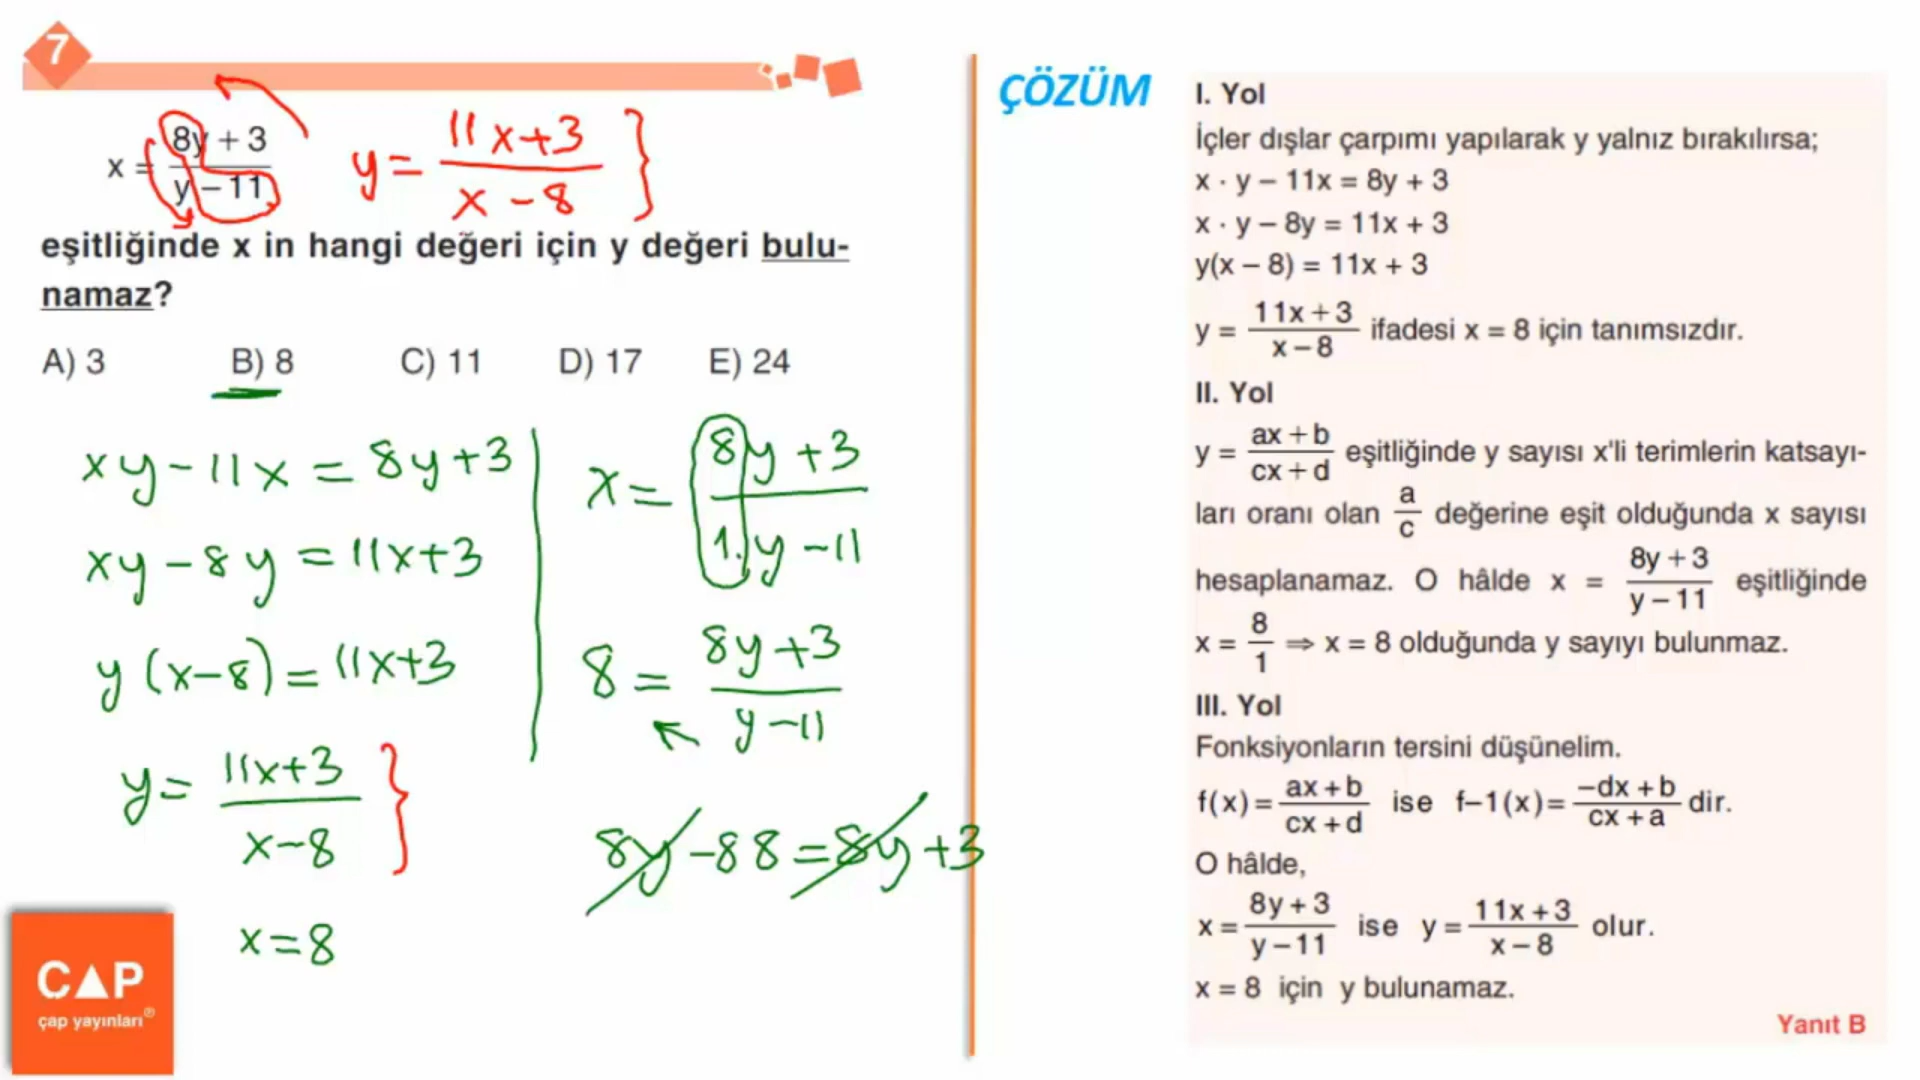 7
x = (8y + 3)/(y – 11)
y = (11x+3)/(x – 8) }
eşitliğinde x in hangi değeri için y değeri bulu-
namaz?
A) 3 B) 8 C) 11 D) 17 E) 24
xy – 11x = 8y + 3
xy – 8y = 11x+3
y (x–8) = 11x+3
y = (11x+3)/(x–8) }
x = 8
x = (8y + 3)/(1.y – 11)
8 = (8y+3)/(y–11)
8y – 88 = 8y + 3
CAP
çap yayınları®
ÇÖZÜM
I. Yol
İçler dışlar çarpımı yapılarak y yalnız bırakılırsa;
x · y – 11x = 8y + 3
x · y – 8y = 11x + 3
y(x – 8) = 11x + 3
y = (11x + 3)/(x – 8) ifadesi x = 8 için tanımsızdır.
II. Yol
y = (ax + b)/(cx + d) eşitliğinde y sayısı x'li terimlerin katsayı-
ları oranı olan a/c değerine eşit olduğunda x sayısı
hesaplanamaz. O hâlde x = (8y + 3)/(y – 11) eşitliğinde
x = 8/1 ⇒ x = 8 olduğunda y sayıyı bulunmaz.
III. Yol
Fonksiyonların tersini düşünelim.
f(x) = (ax + b)/(cx + d) ise f–1(x) = (–dx + b)/(cx + a) dir.
O hâlde,
x = (8y + 3)/(y – 11) ise y = (11x + 3)/(x – 8) olur.
x = 8 için y bulunamaz.
Yanıt B